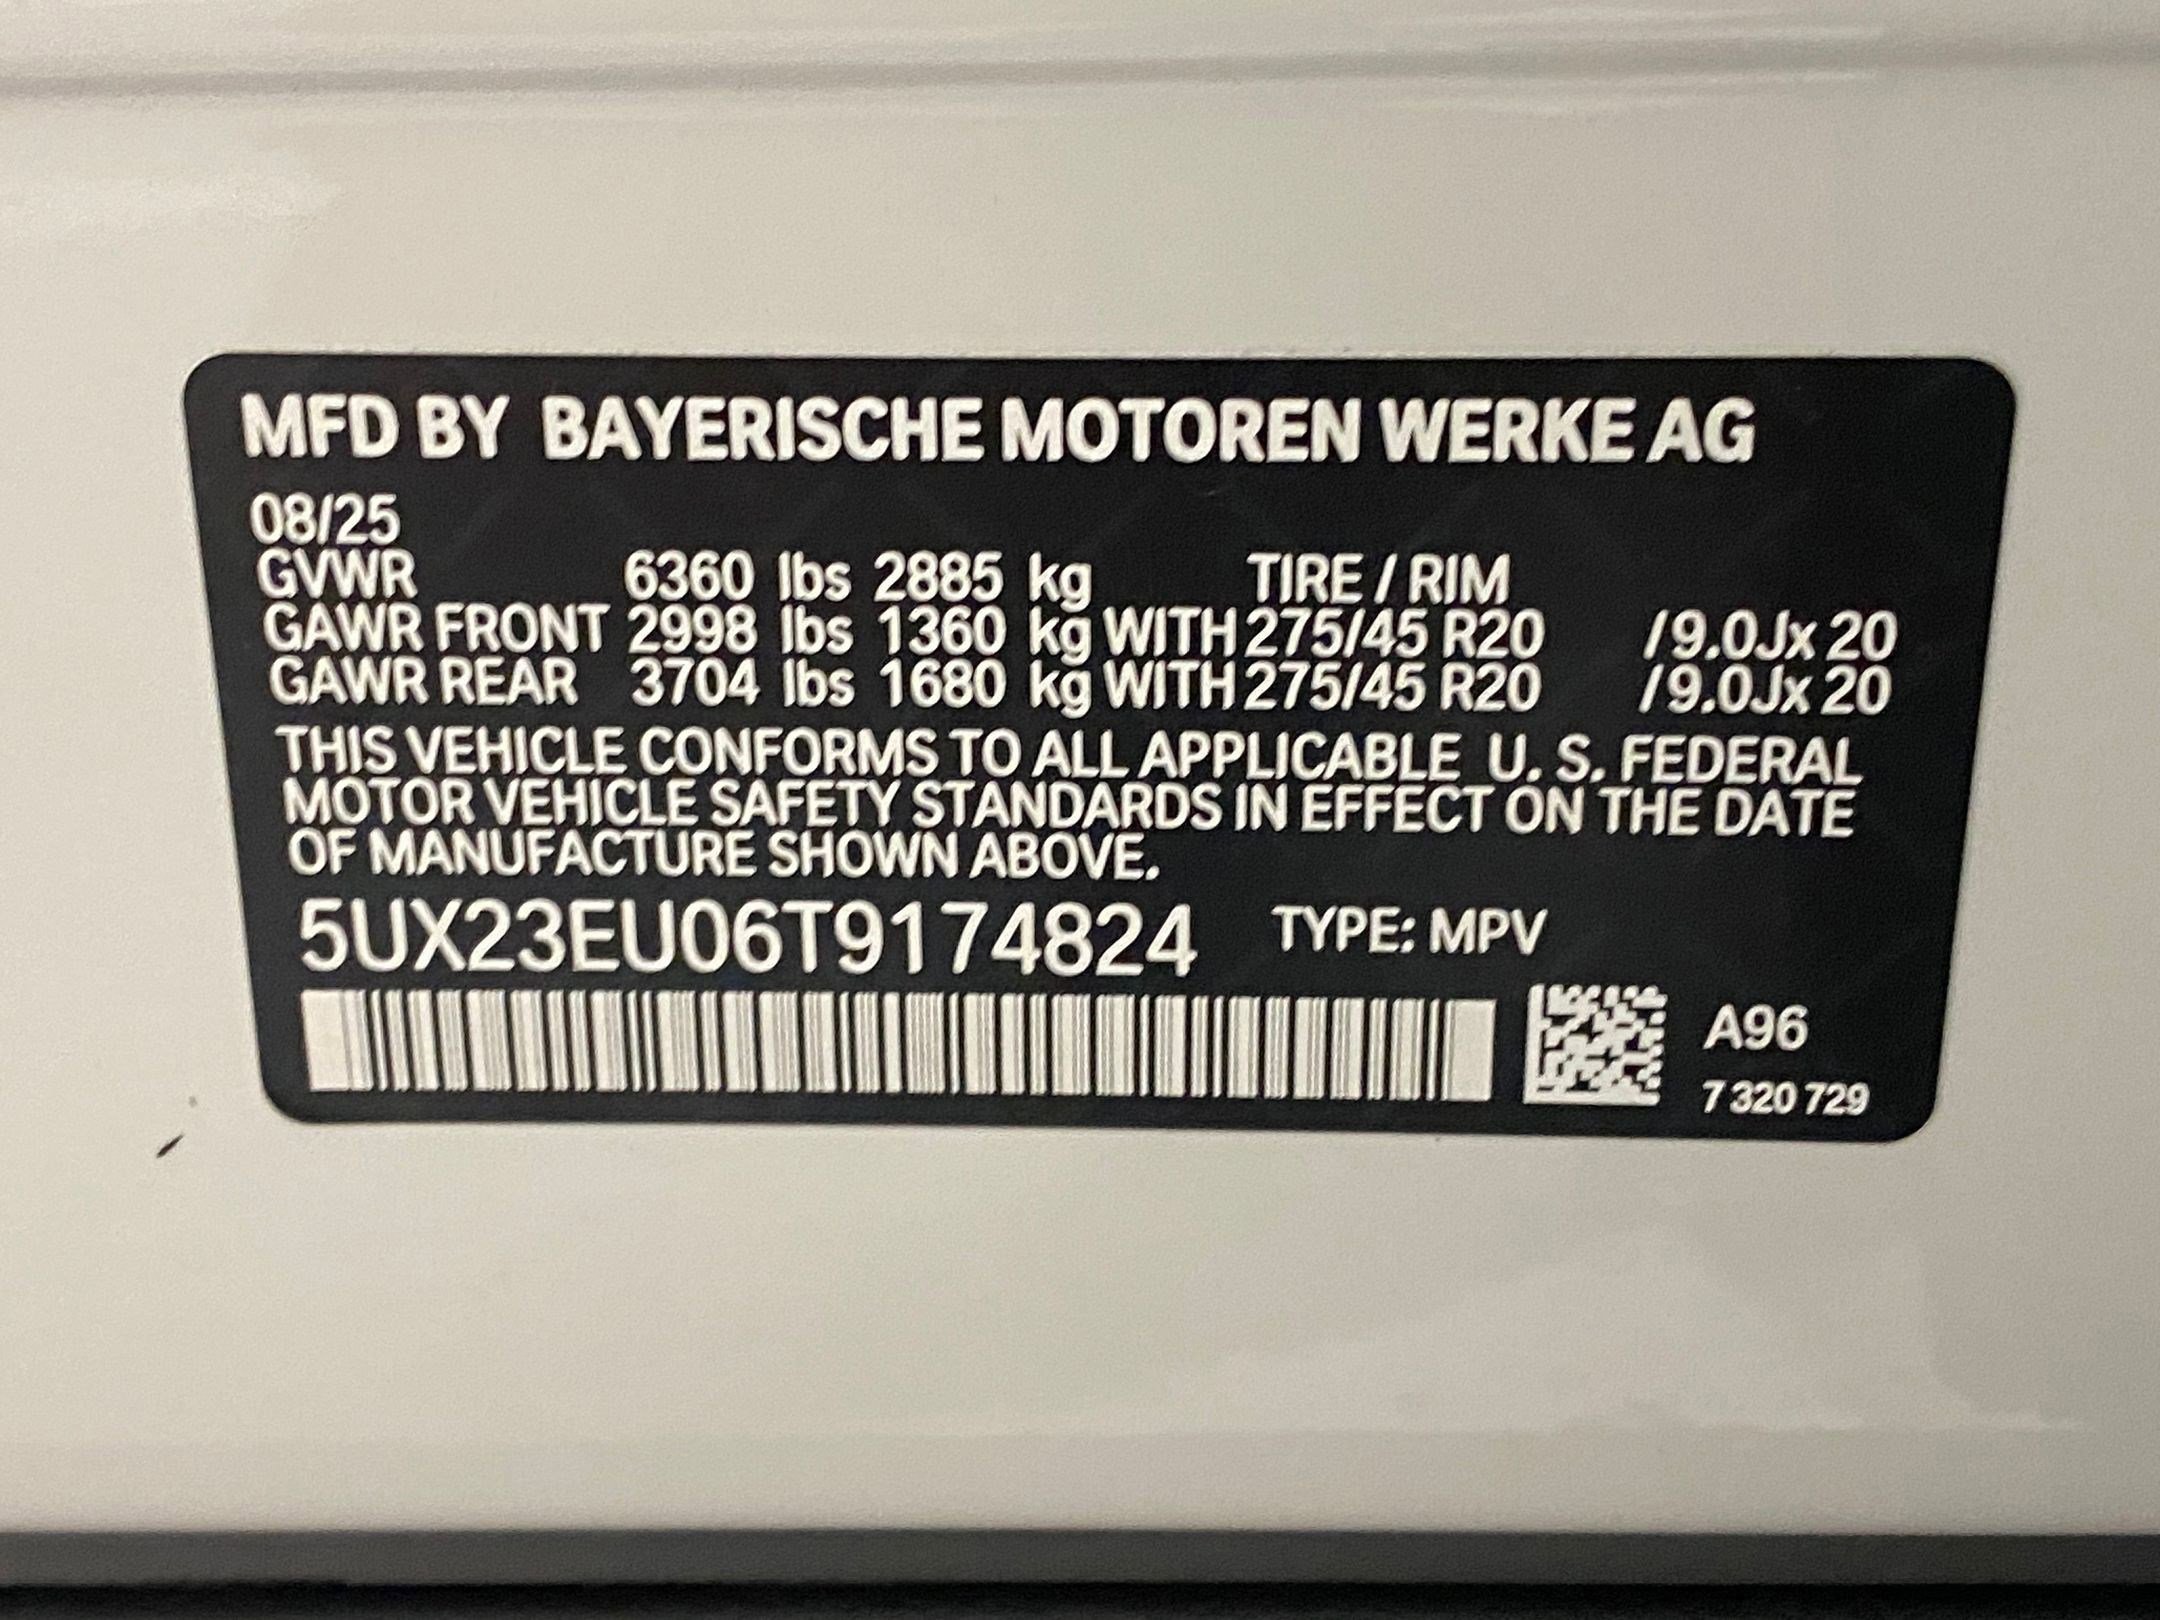 MFD BY BAYERISCHE MOTOREN WERKE AG
08/25
GVWR 6360 lbs 2885 kg TIRE / RIM
GAWR FRONT 2998 lbs 1360 kg WITH 275/45 R20 /9.0Jx 20
GAWR REAR 3704 lbs 1680 kg WITH 275/45 R20 /9.0Jx 20
THIS VEHICLE CONFORMS TO ALL APPLICABLE U. S. FEDERAL
MOTOR VEHICLE SAFETY STANDARDS IN EFFECT ON THE DATE
OF MANUFACTURE SHOWN ABOVE.
5UX23EU06T9174824 TYPE: MPV
A96
7 320 729